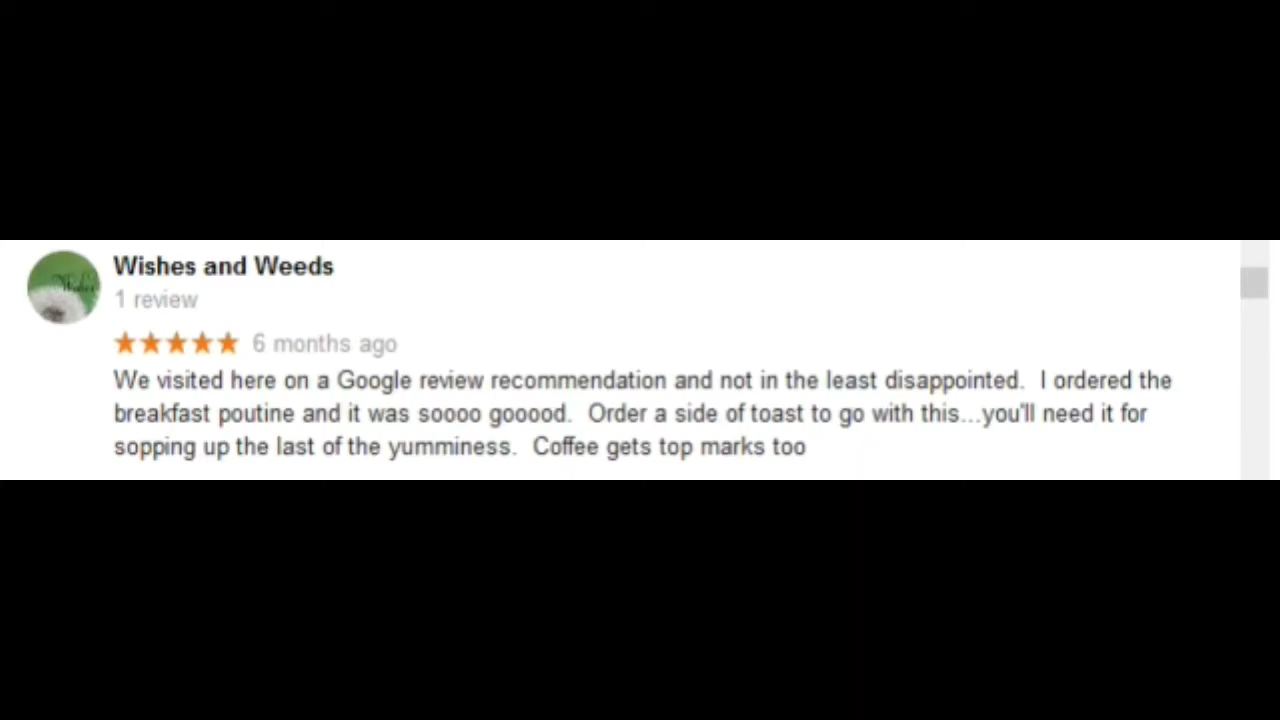 Wishes and Weeds
1 review
6 months ago
We visited here on a Google review recommendation and not in the least disappointed.  I ordered the
breakfast poutine and it was soooo gooood.  Order a side of toast to go with this...you'll need it for
sopping up the last of the yumminess.  Coffee gets top marks too